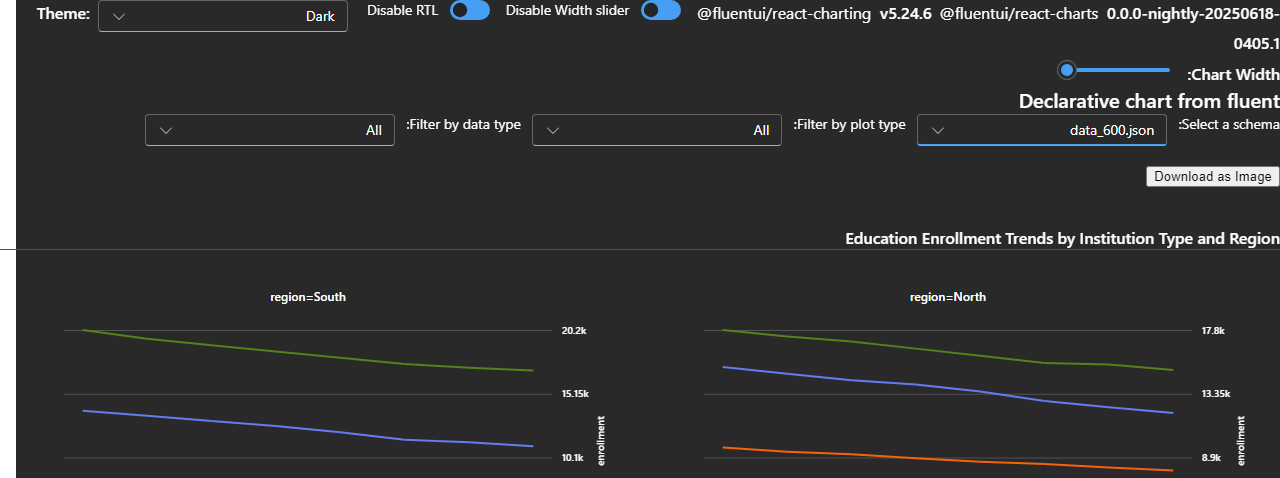 Theme:
Dark
Disable RTL
Disable Width slider
@fluentui/react-charting v5.24.6 @fluentui/react-charts 0.0.0-nightly-20250618-
0405.1
:Chart Width
Declarative chart from fluent
:Select a schema
data_600.json
:Filter by plot type
All
:Filter by data type
All
Download as Image
Education Enrollment Trends by Institution Type and Region
region=North
17.8k
13.35k
8.9k
enrollment
region=South
20.2k
15.15k
10.1k
enrollment